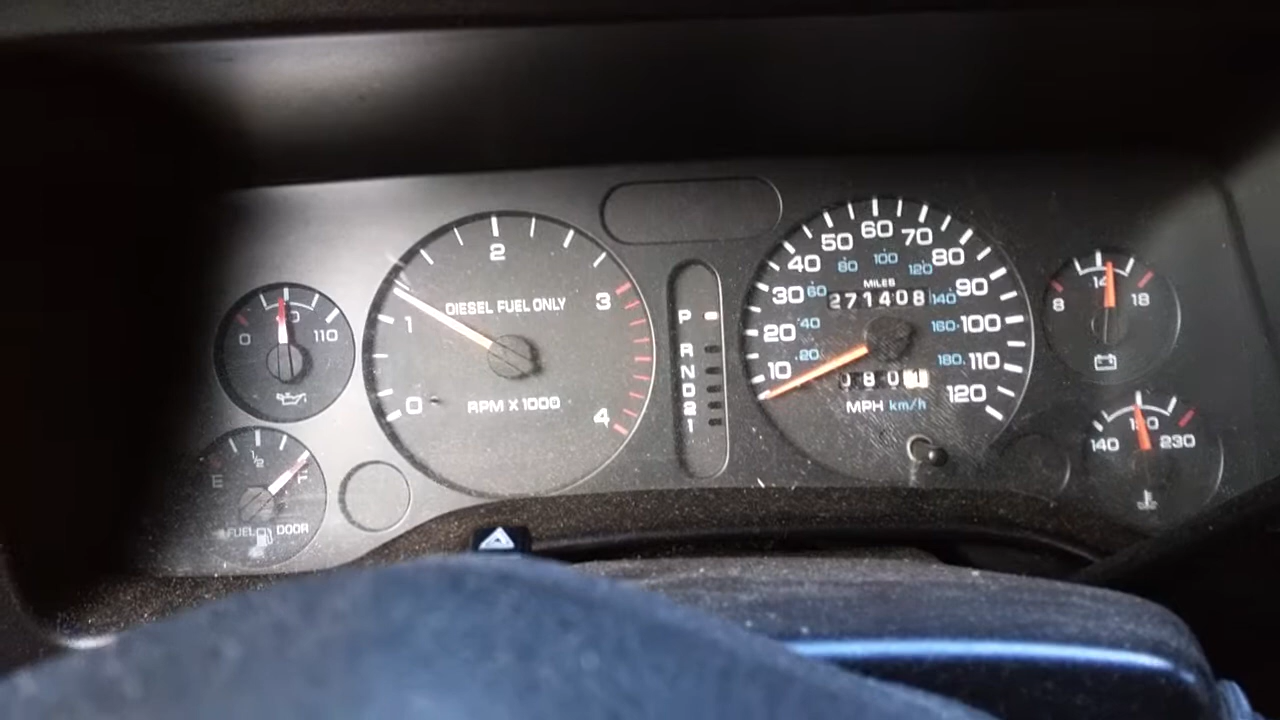 DIESEL FUEL ONLY
0 1 2 3 4
RPM X 1000
0 110
E 1/2 F
FUEL DOOR
P
R
N
D
2
1
10 20 30 40 50 60 70 80 90 100 110 120
20 40 60 80 100 120 140 160 180
MILES
271408
080
MPH km/h
8 14 18
140 230